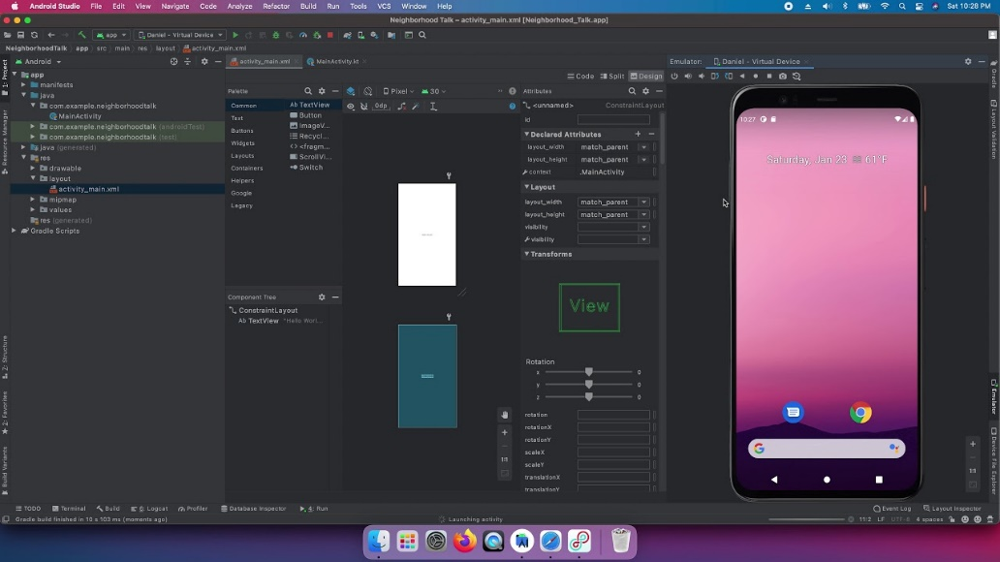 Android Studio File Edit View Navigate Code Analyze Refactor Build Run Tools VCS Window Help Sat 10:28 PM
Neighborhood Talk – activity_main.xml [Neighborhood_Talk.app]
app Daniel - Virtual Device
NeighborhoodTalk app src main res layout activity_main.xml
Android
activity_main.xml MainActivity.kt
Emulator: Daniel - Virtual Device
Code Split Design
app
manifests
java
com.example.neighborhoodtalk
MainActivity
com.example.neighborhoodtalk (androidTest)
com.example.neighborhoodtalk (test)
java (generated)
res
drawable
layout
activity_main.xml
mipmap
values
res (generated)
Gradle Scripts
1: Project
Resource Manager
Z: Structure
2: Favorites
Build Variants
Palette
Common
Text
Buttons
Widgets
Layouts
Containers
Helpers
Google
Legacy
Ab TextView
Button
ImageV...
Recycl...
<fragm...
ScrollVi...
Switch
Component Tree
ConstraintLayout
Ab TextView "Hello Worl...
Pixel 30
0dp
1:1
Attributes
<unnamed> ConstraintLayout
id
Declared Attributes
layout_width match_parent
layout_height match_parent
context .MainActivity
Layout
layout_width match_parent
layout_height match_parent
visibility
visibility
Transforms
View
Rotation
x 0
y 0
z 0
rotation
rotationX
rotationY
scaleX
scaleY
translationX
translationY
10:27
Saturday, Jan 23 61°F
G
1:1
Gradle
Layout Validation
Emulator
Device File Explorer
TODO Terminal Build 6: Logcat Profiler Database Inspector 4: Run Event Log Layout Inspector
Gradle build finished in 10 s 103 ms (moments ago) Launching activity 11:2 LF UTF-8 4 spaces